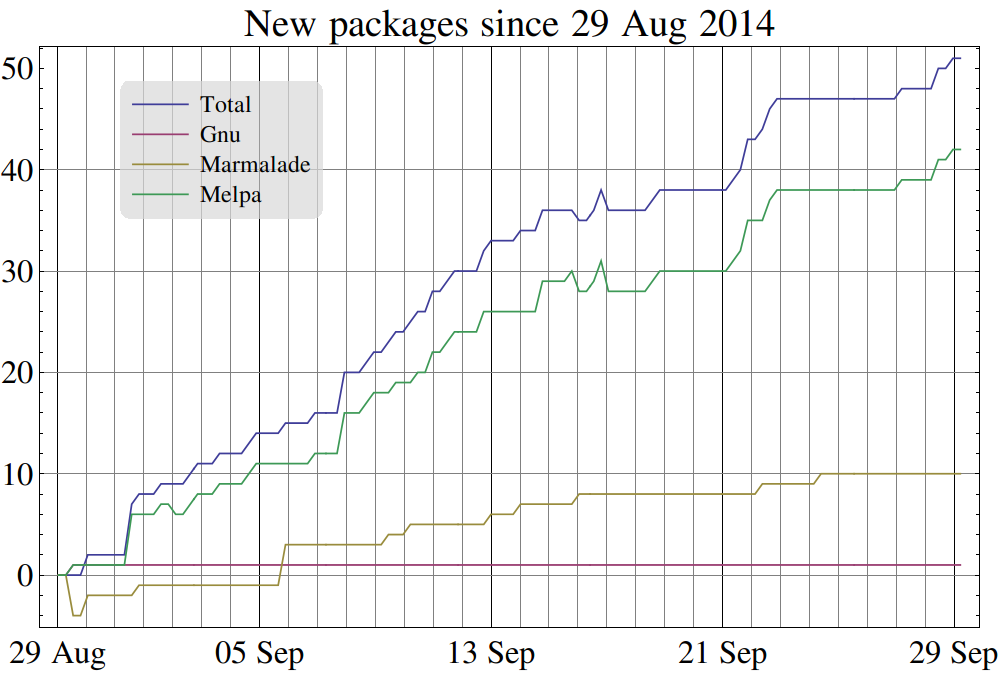 New packages since 29 Aug 2014
50
40
30
20
10
0
Total
Gnu
Marmalade
Melpa
29 Aug
05 Sep
13 Sep
21 Sep
29 Sep